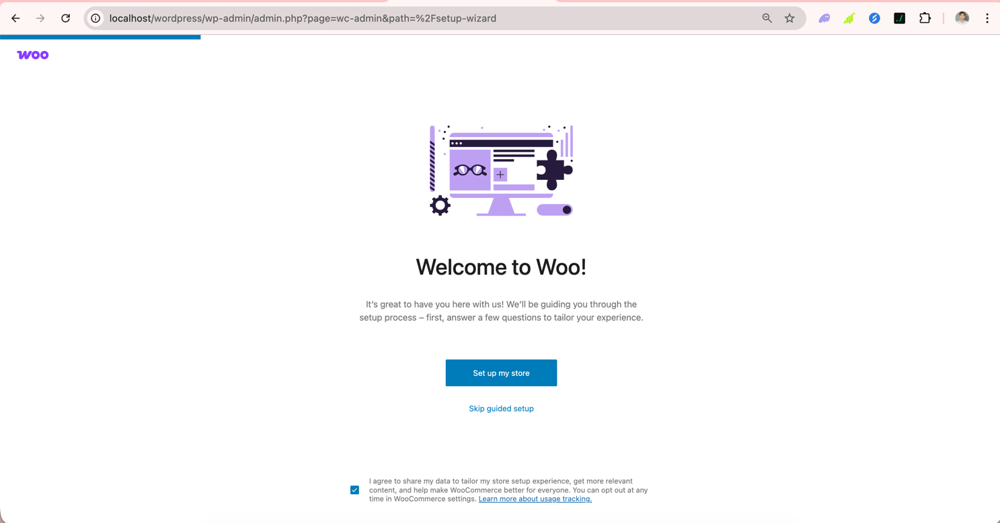 localhost/wordpress/wp-admin/admin.php?page=wc-admin&path=%2Fsetup-wizard
woo
Welcome to Woo!
It’s great to have you here with us! We’ll be guiding you through the
setup process – first, answer a few questions to tailor your experience.
Set up my store
Skip guided setup
I agree to share my data to tailor my store setup experience, get more relevant
content, and help make WooCommerce better for everyone. You can opt out at any
time in WooCommerce settings. Learn more about usage tracking.